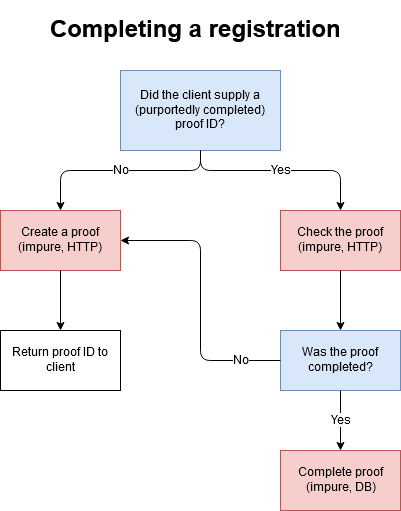 Completing a registration
Did the client supply a
(purportedly completed)
proof ID?
No
Yes
Create a proof
(impure, HTTP)
Check the proof
(impure, HTTP)
Return proof ID to
client
No
Was the proof
completed?
Yes
Complete proof
(impure, DB)